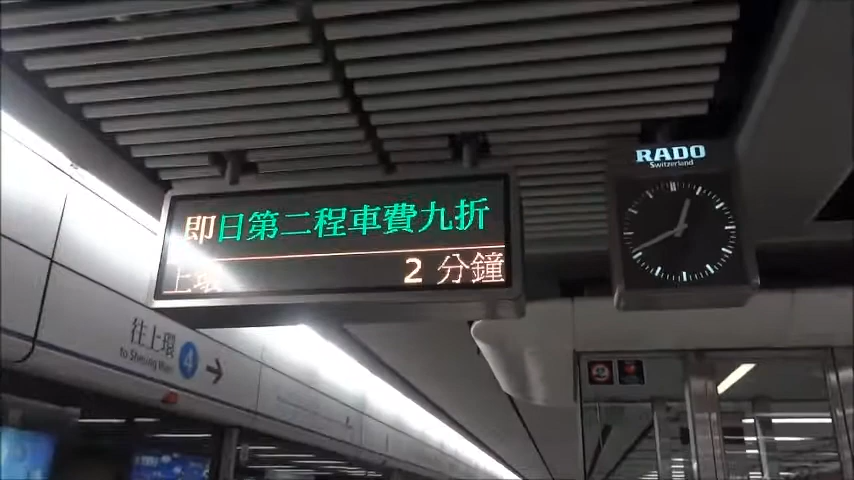 即日第二程車費九折
上環
2 分鐘
RADO
Switzerland
往上環
to Sheung Wan
4